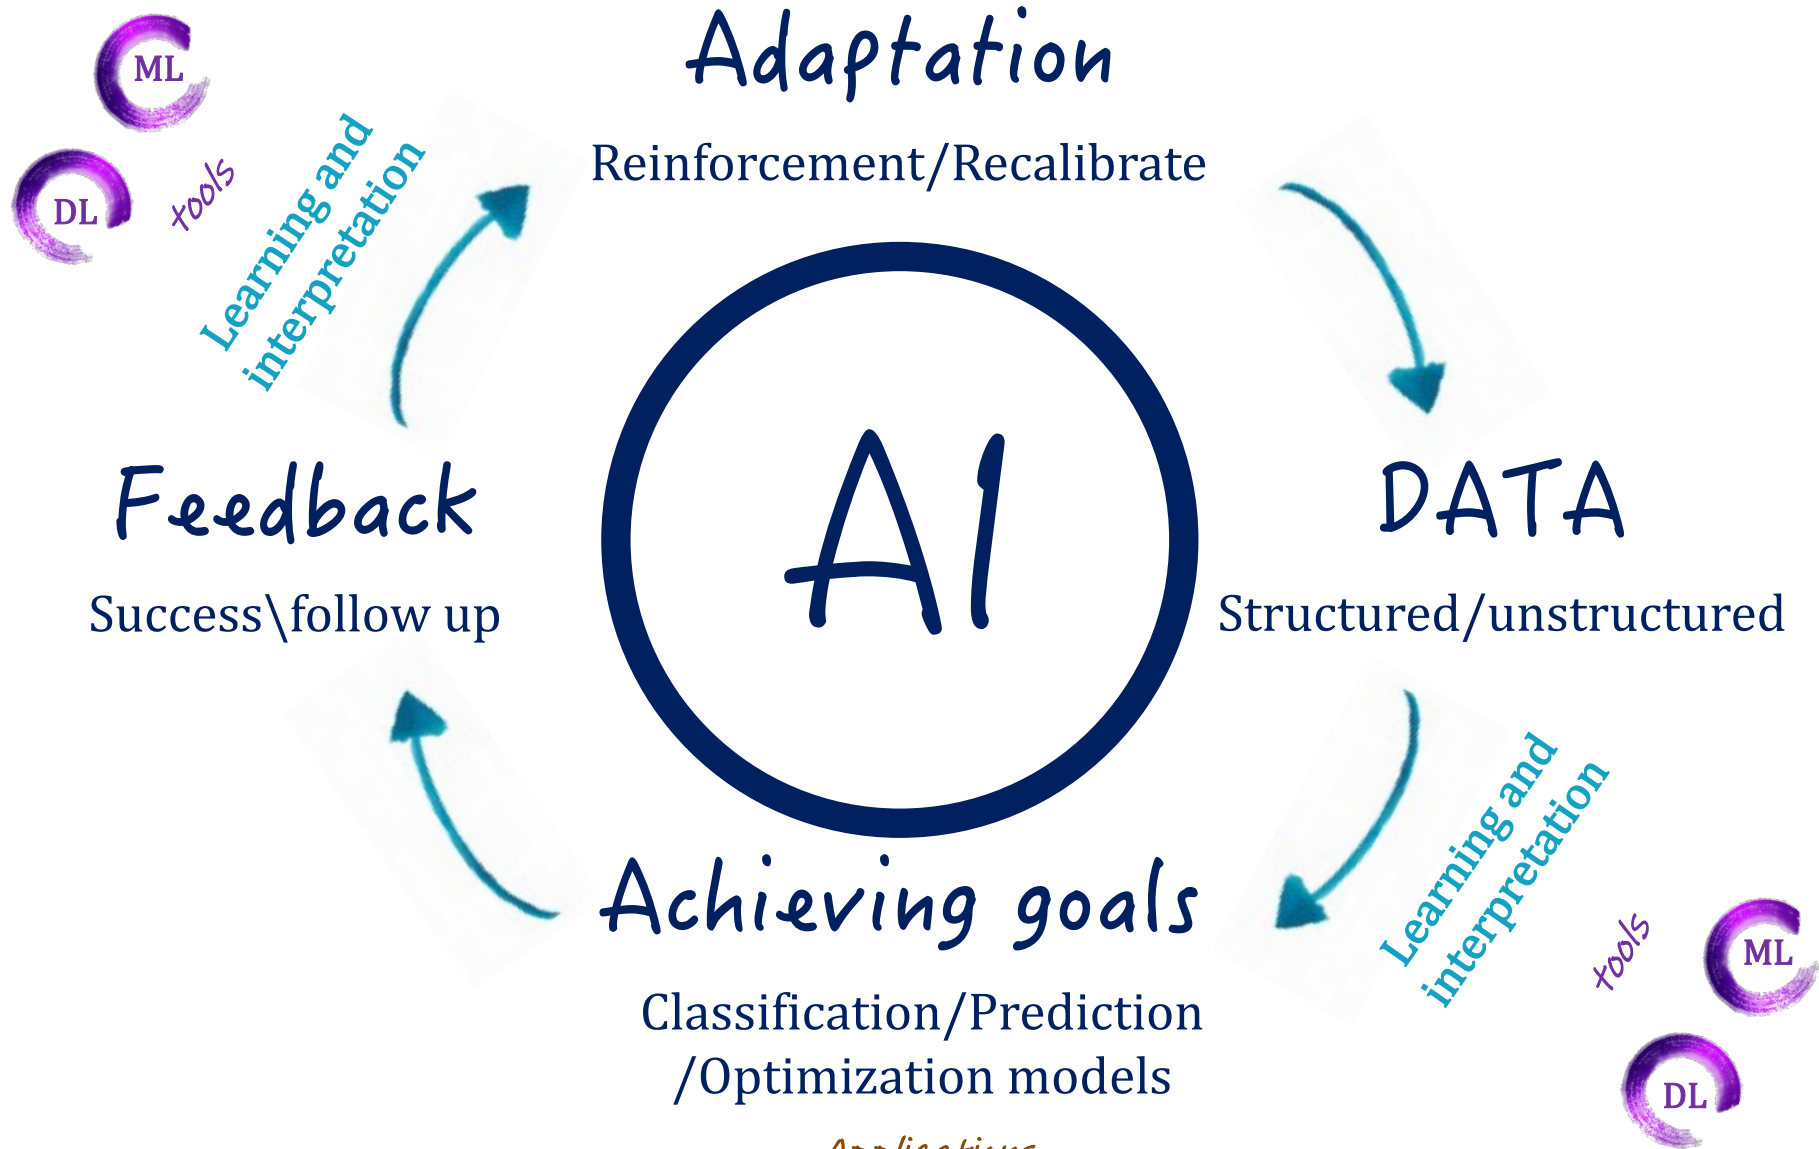 Adaptation
Reinforcement/Recalibrate
ML
DL
tools
Learning and
interpretation
Feedback
Success\follow up
AI
DATA
Structured/unstructured
Learning and
interpretation
tools
ML
DL
Achieving goals
Classification/Prediction
/Optimization models
Applications